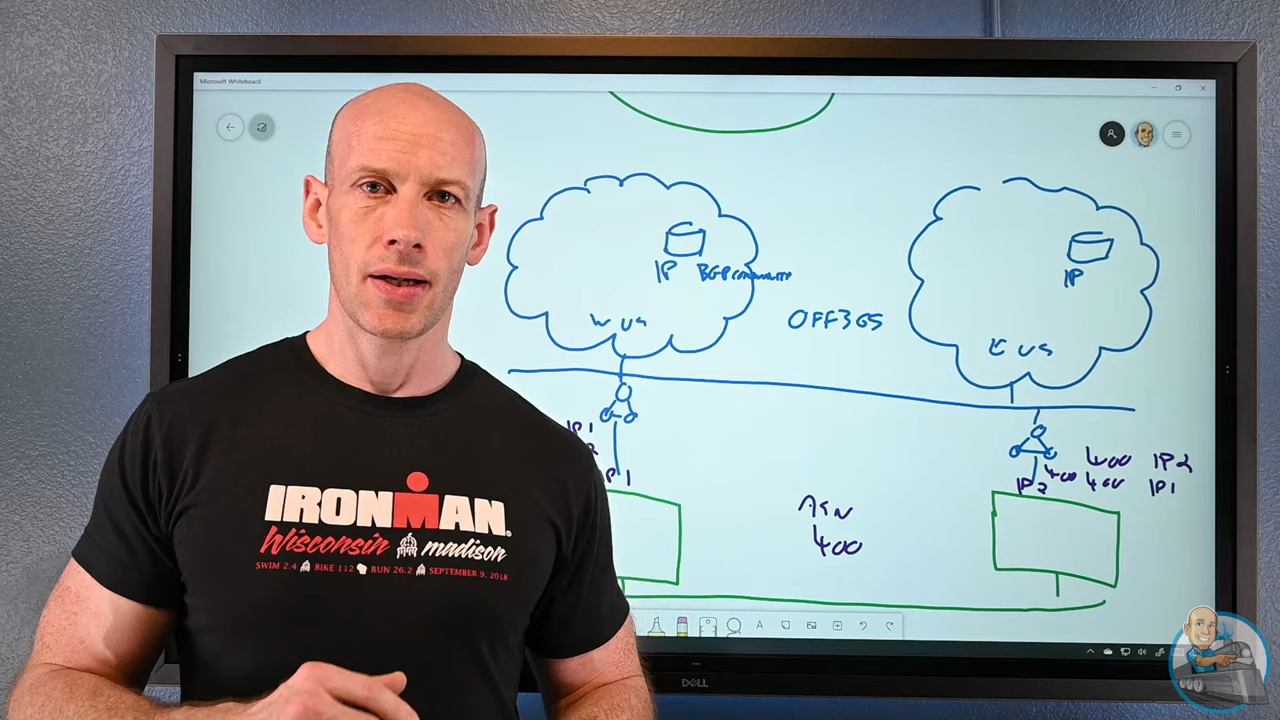 Microsoft Whiteboard
IP BGP community
IP
W US
OFF365
E US
IP1
IP1
400 IP2
400 400 IP1
IP2
ASN
400
IRONMAN®
Wisconsin madison
SWIM 2.4 BIKE 112 RUN 26.2 SEPTEMBER 9, 2018
A
DELL